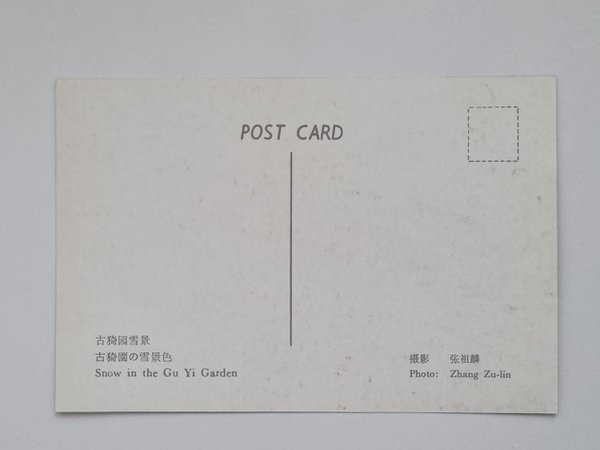 POST CARD
古猗园雪景
古猗園の雪景色
Snow in the Gu Yi Garden
摄影 张祖麟
Photo: Zhang Zu-lin